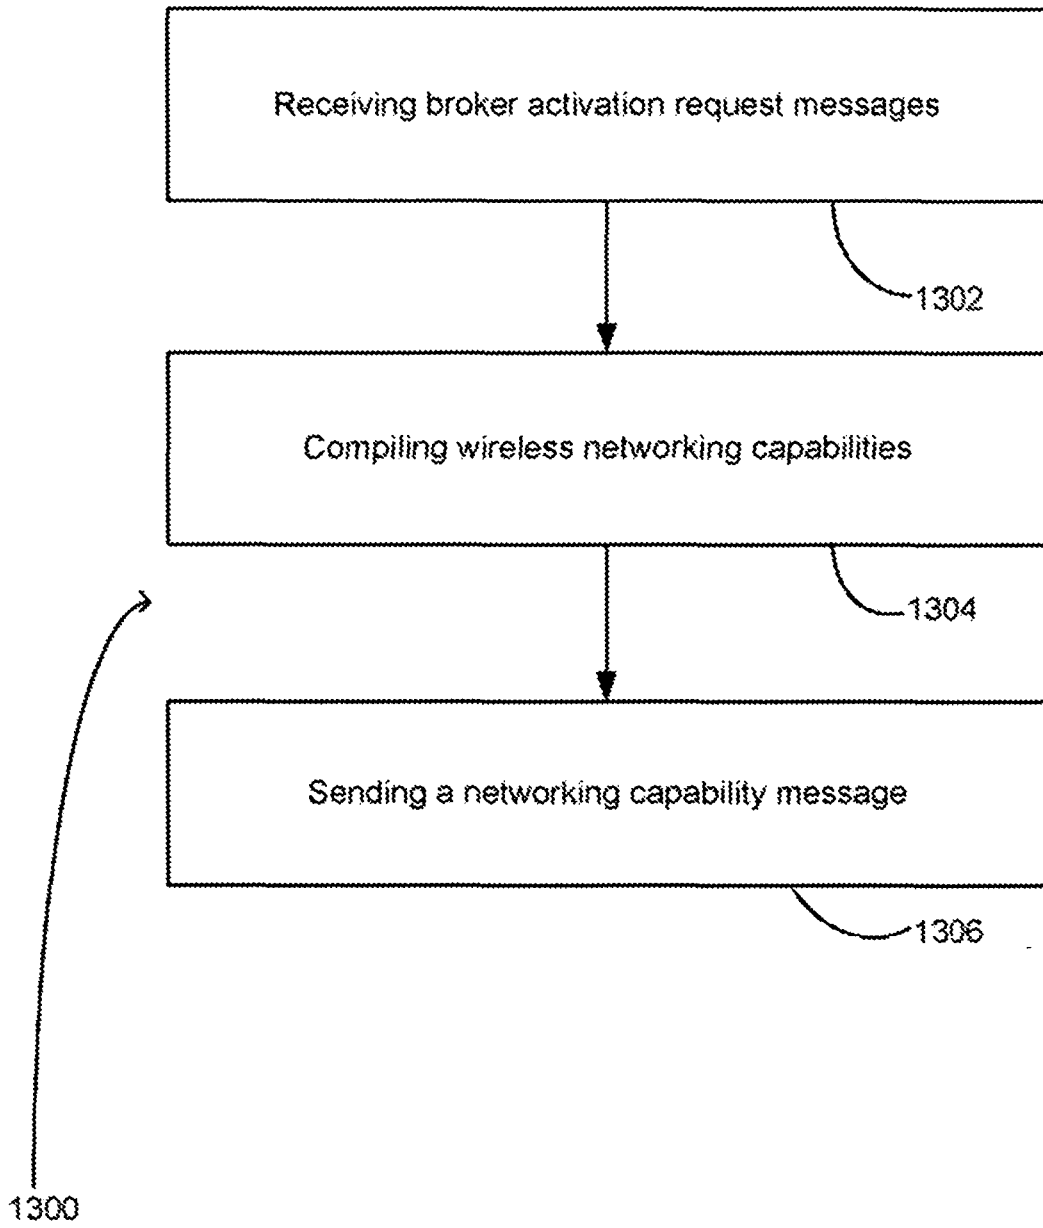 Receiving broker activation request messages
1302
Compiling wireless networking capabilities
1304
Sending a networking capability message
1306
1300